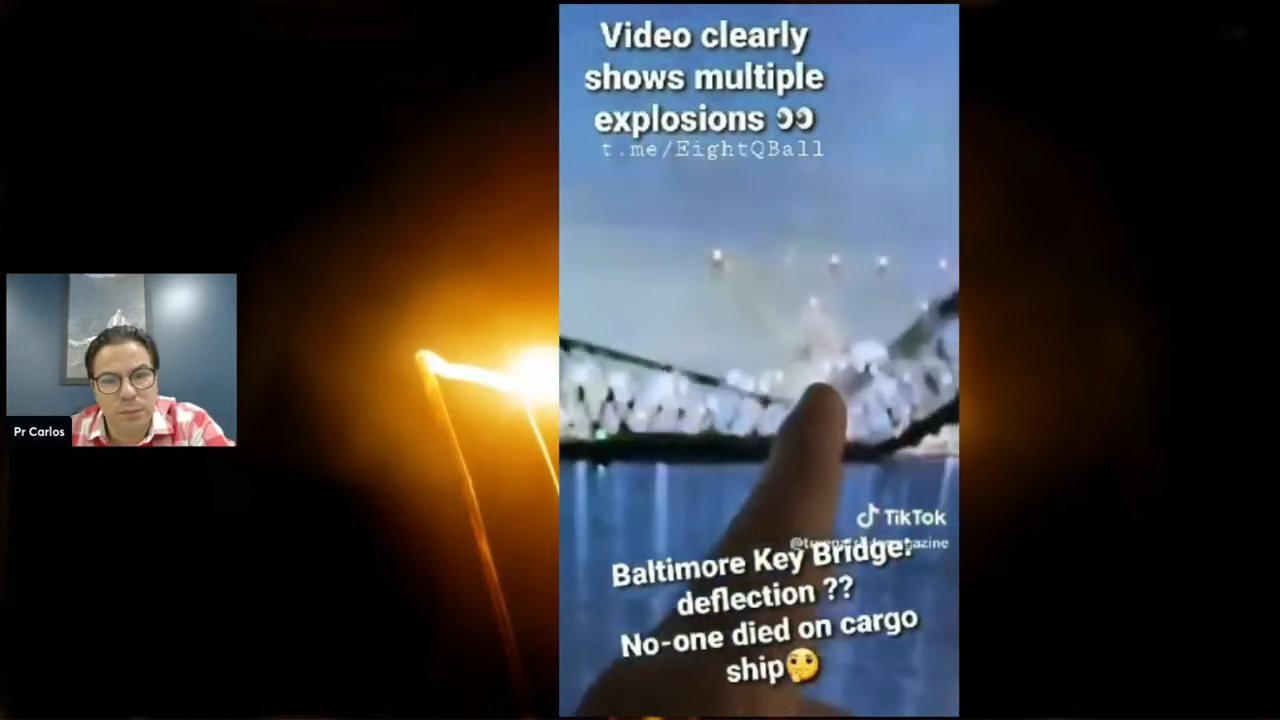 Video clearly
shows multiple
explosions 👀
t.me/EightQBall
Pr Carlos
TikTok
Baltimore Key Bridge:
deflection ??
No-one died on cargo
ship🤔